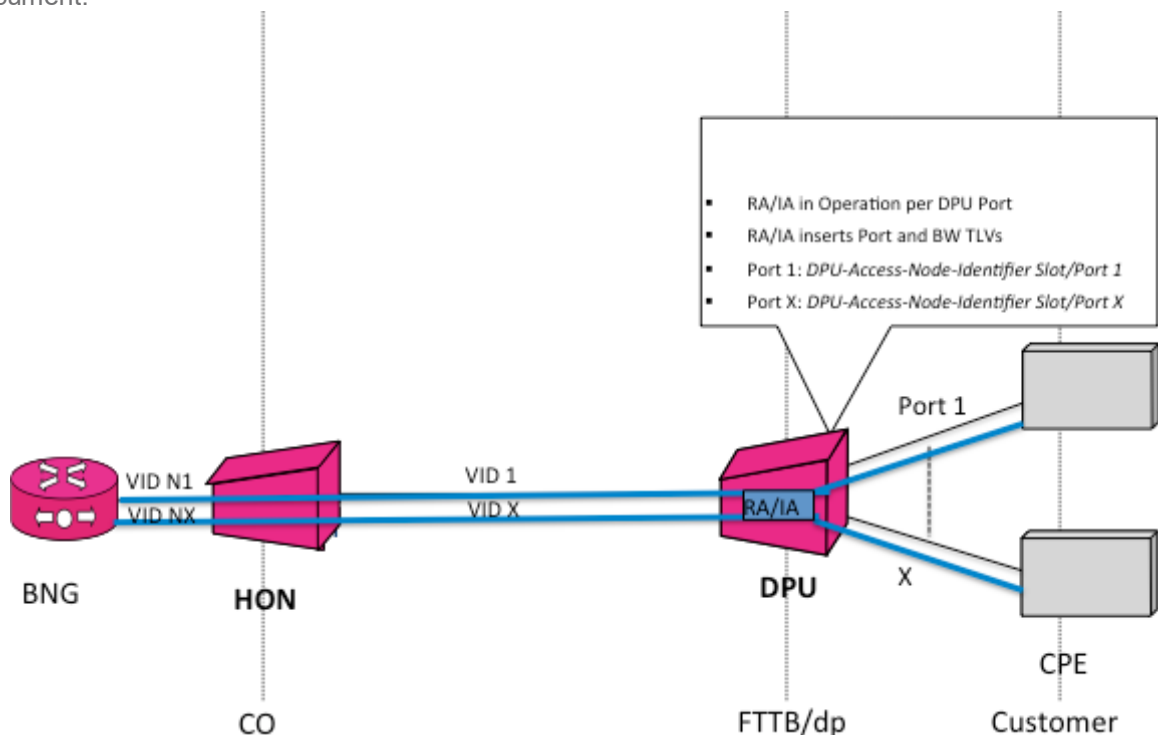 RA/IA in Operation per DPU Port
RA/IA inserts Port and BW TLVs
Port 1: DPU-Access-Node-Identifier Slot/Port 1
Port X: DPU-Access-Node-Identifier Slot/Port X
Port 1
VID N1
VID 1
VID NX
VID X
RA/IA
X
BNG
HON
DPU
CPE
CO
FTTB/dp
Customer